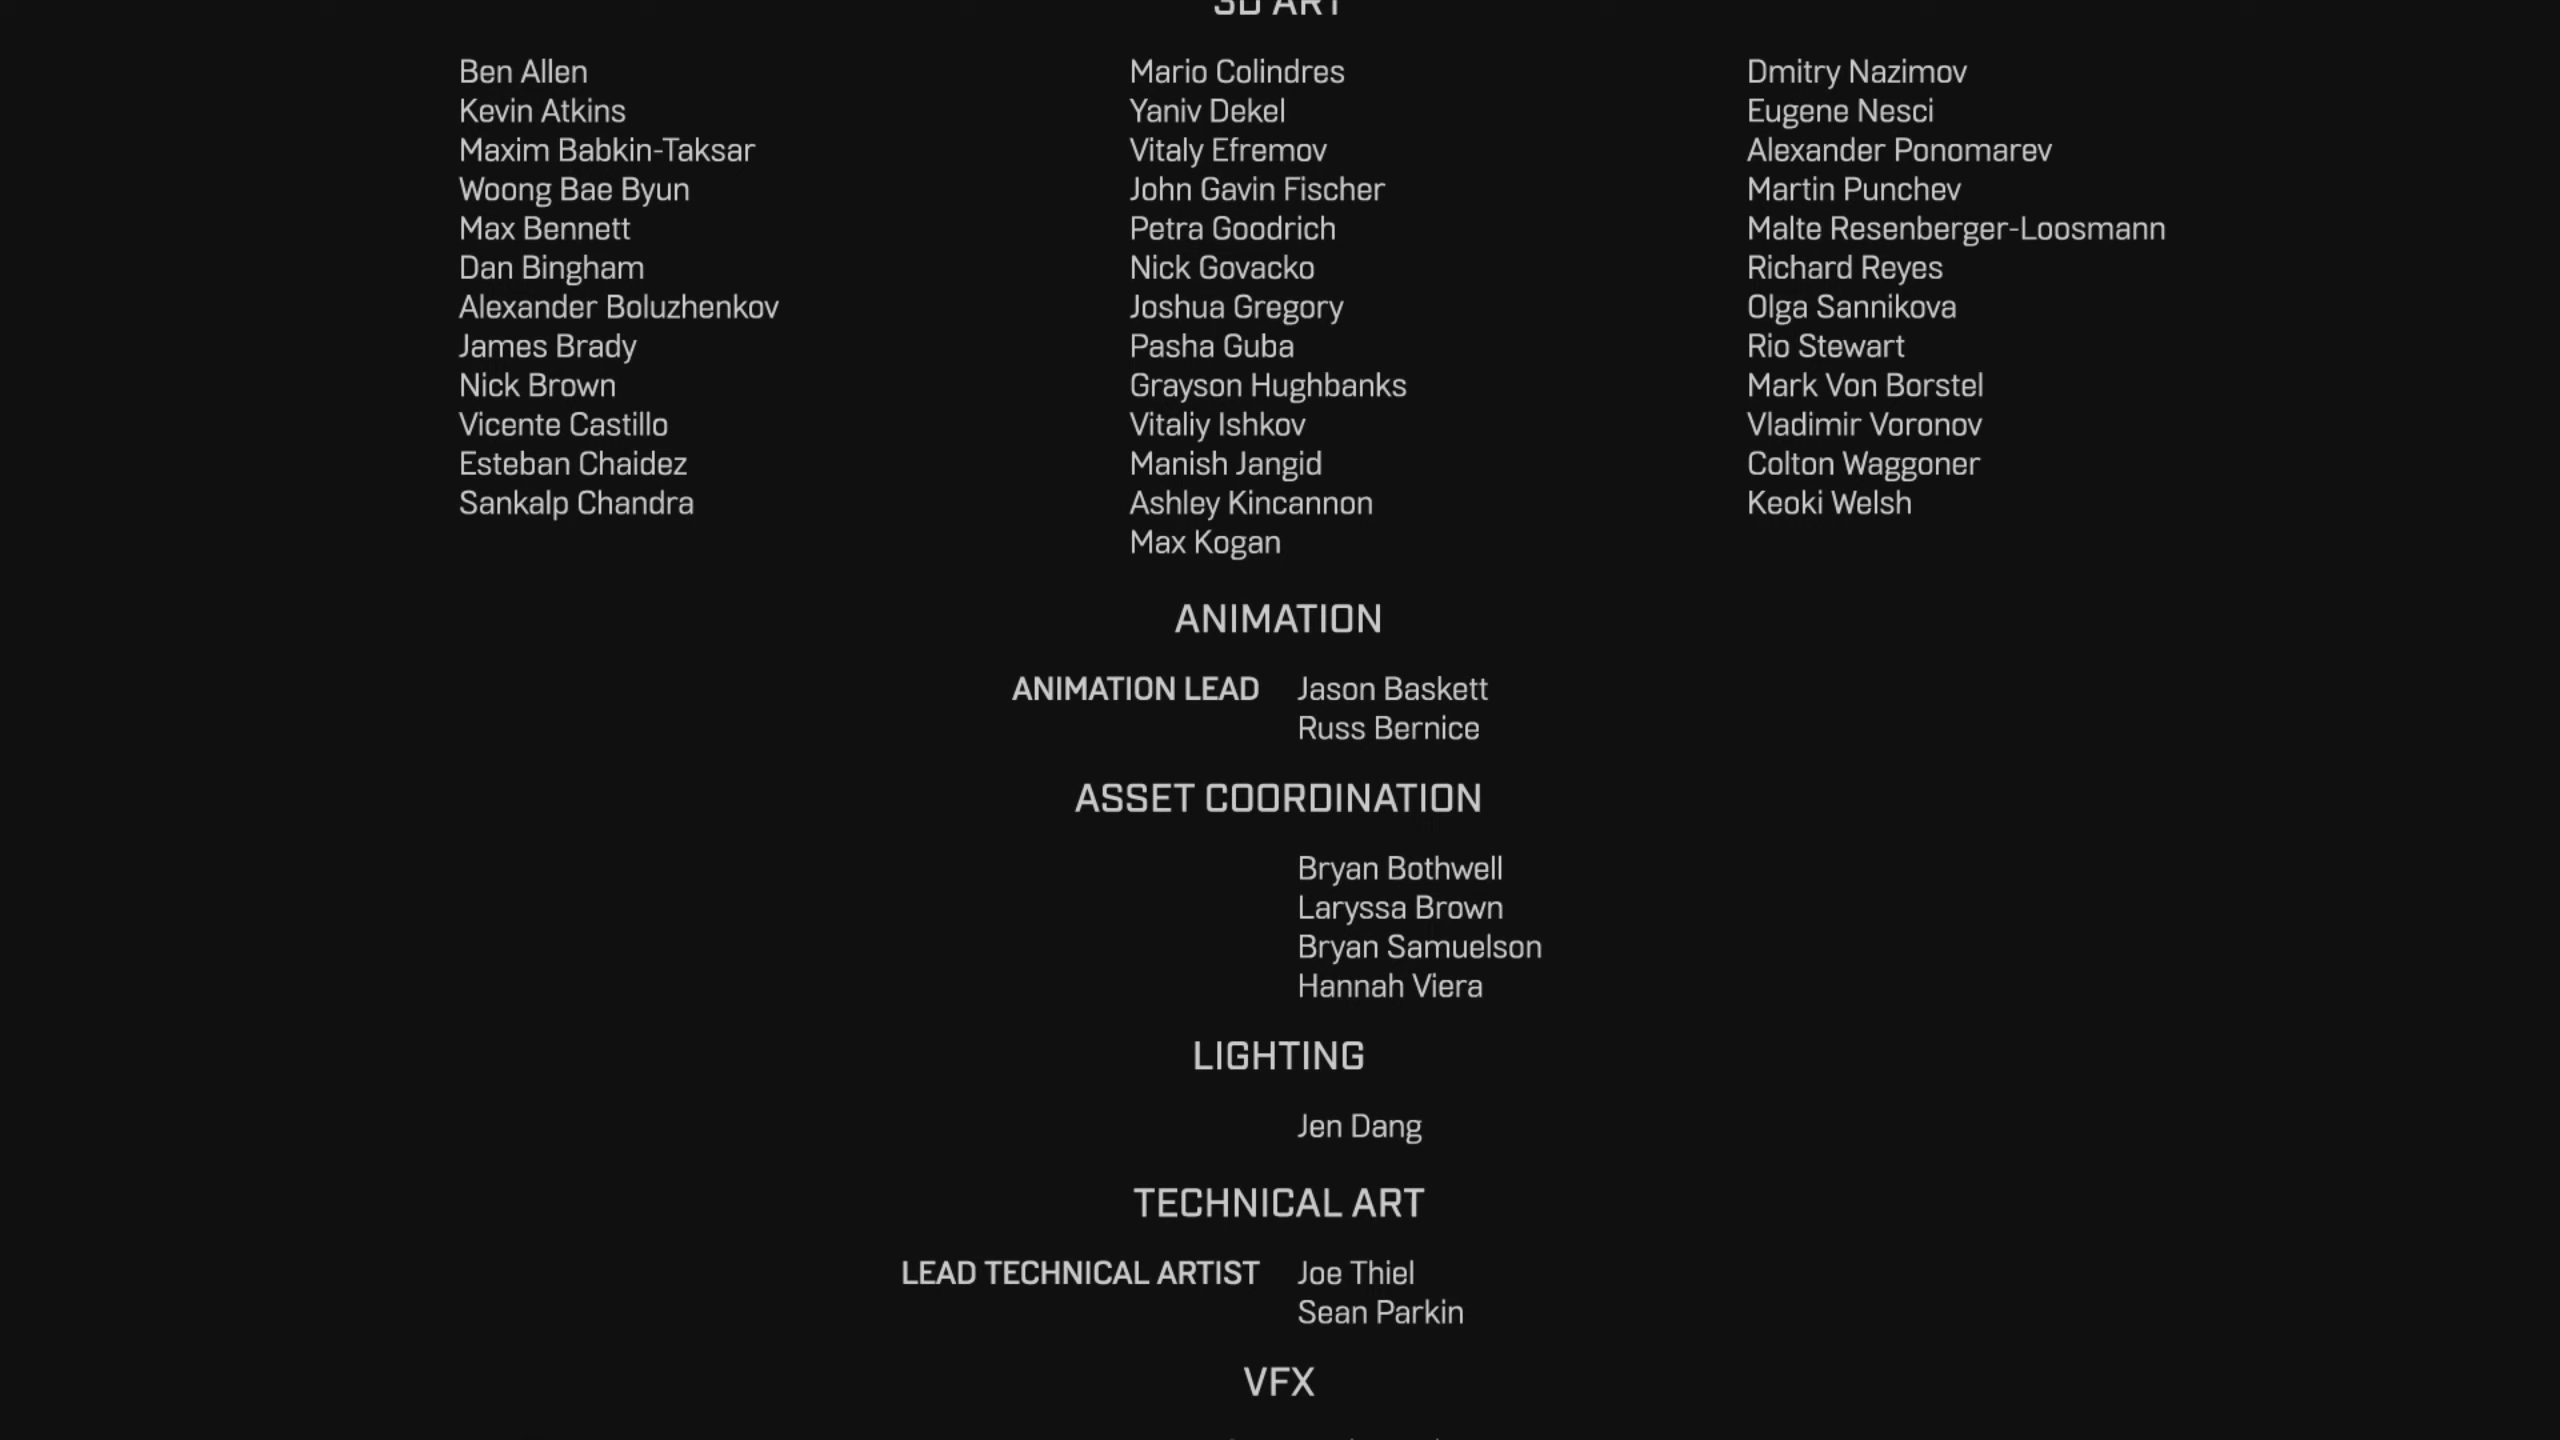 3D ART
Ben Allen
Kevin Atkins
Maxim Babkin-Taksar
Woong Bae Byun
Max Bennett
Dan Bingham
Alexander Boluzhenkov
James Brady
Nick Brown
Vicente Castillo
Esteban Chaidez
Sankalp Chandra
Mario Colindres
Yaniv Dekel
Vitaly Efremov
John Gavin Fischer
Petra Goodrich
Nick Govacko
Joshua Gregory
Pasha Guba
Grayson Hughbanks
Vitaliy Ishkov
Manish Jangid
Ashley Kincannon
Max Kogan
Dmitry Nazimov
Eugene Nesci
Alexander Ponomarev
Martin Punchev
Malte Resenberger-Loosmann
Richard Reyes
Olga Sannikova
Rio Stewart
Mark Von Borstel
Vladimir Voronov
Colton Waggoner
Keoki Welsh
ANIMATION
ANIMATION LEAD Jason Baskett
Russ Bernice
ASSET COORDINATION
Bryan Bothwell
Laryssa Brown
Bryan Samuelson
Hannah Viera
LIGHTING
Jen Dang
TECHNICAL ART
LEAD TECHNICAL ARTIST Joe Thiel
Sean Parkin
VFX